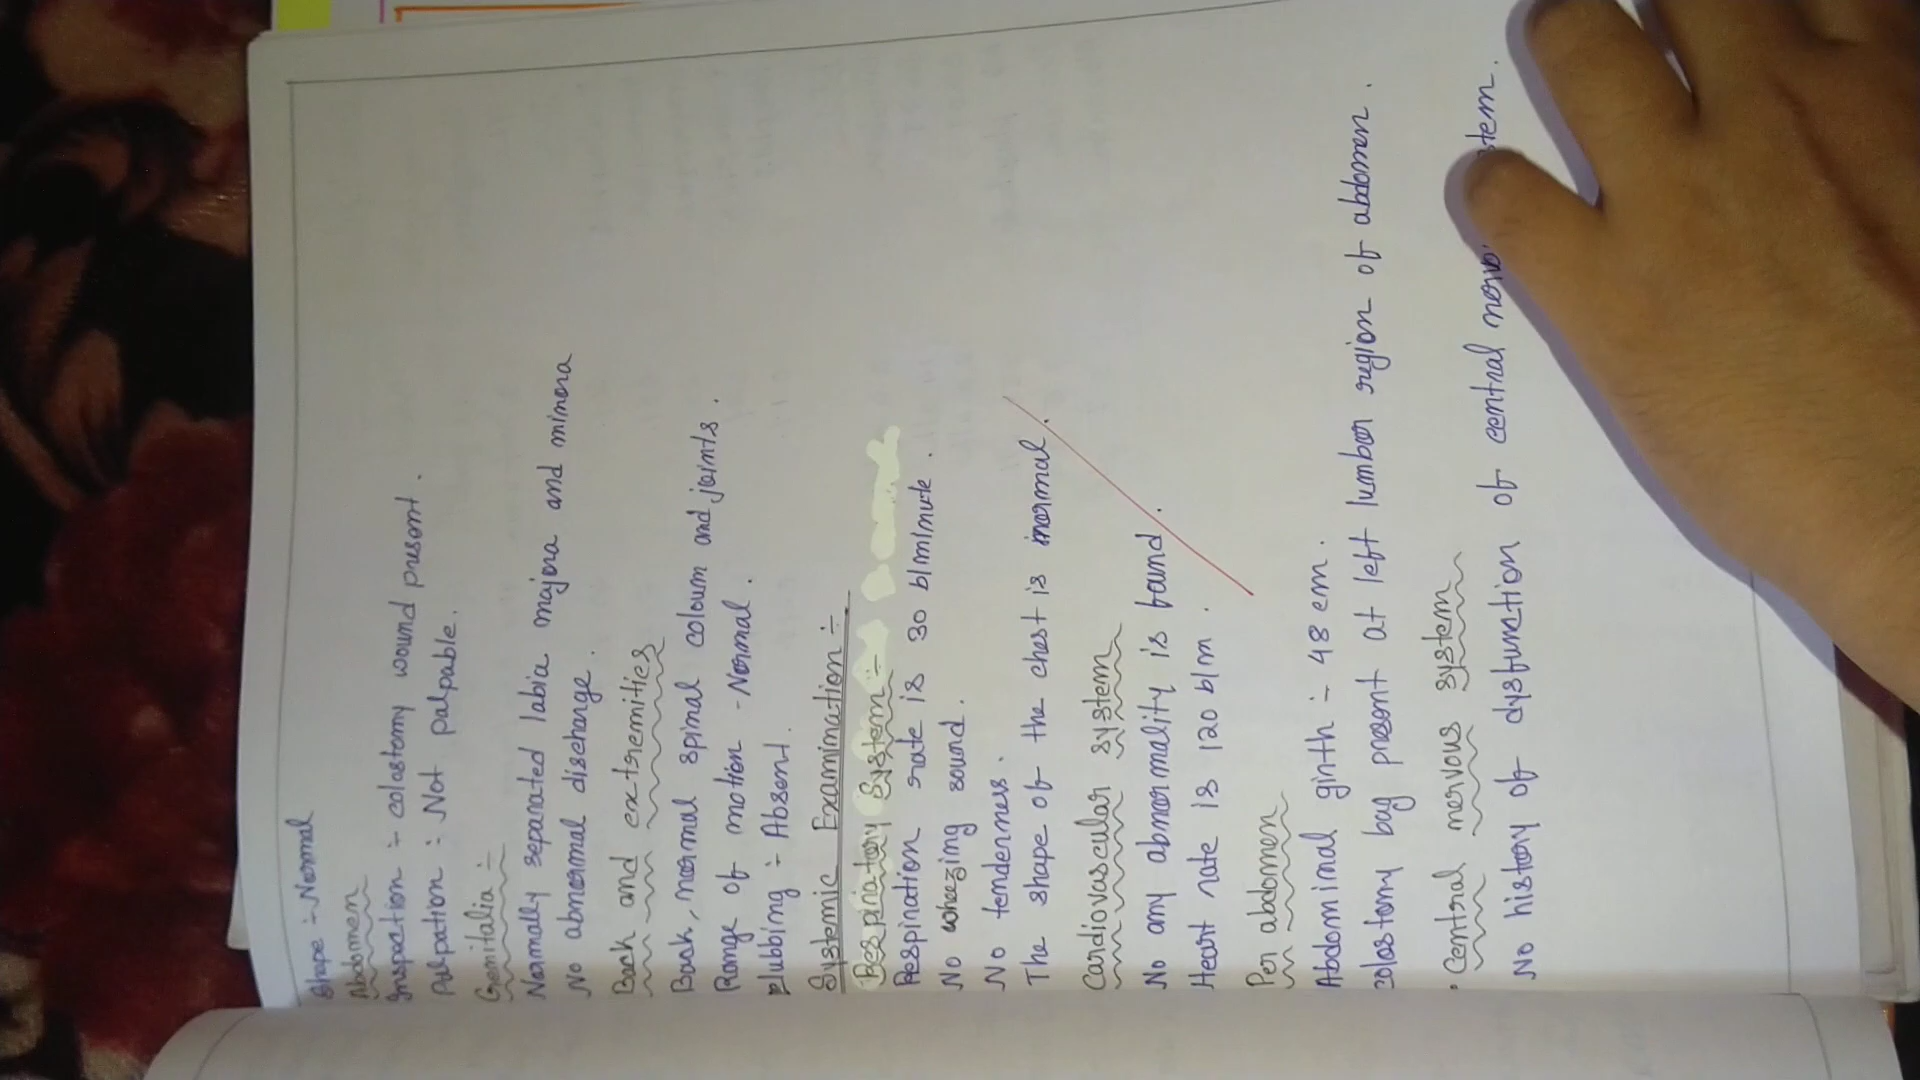 Shape :- Normal
Abdomen
Inspection :- colostomy wound present.
Palpation : Not palpable.
Genitalia :-
Normally separated labia majora and minora
No abnormal discharge.
Back and extremities
Back, normal spinal coloum and joints.
Range of motion - Normal.
plubbing :- Absent.
Systemic Examination :-
Respiratory System :-
Respiration rate is 30 b/m/nute.
No wheezing sound.
No tenderness.
The shape of the chest is normal.
Cardiovascular system
No any abnormality is found.
Heart rate is 120 b/m.
Per abdomen
Abdominal girth :- 48 cm.
colostomy bag present at left lumbar region of abdomen.
• Central nervous system
No history of dysfunction of central